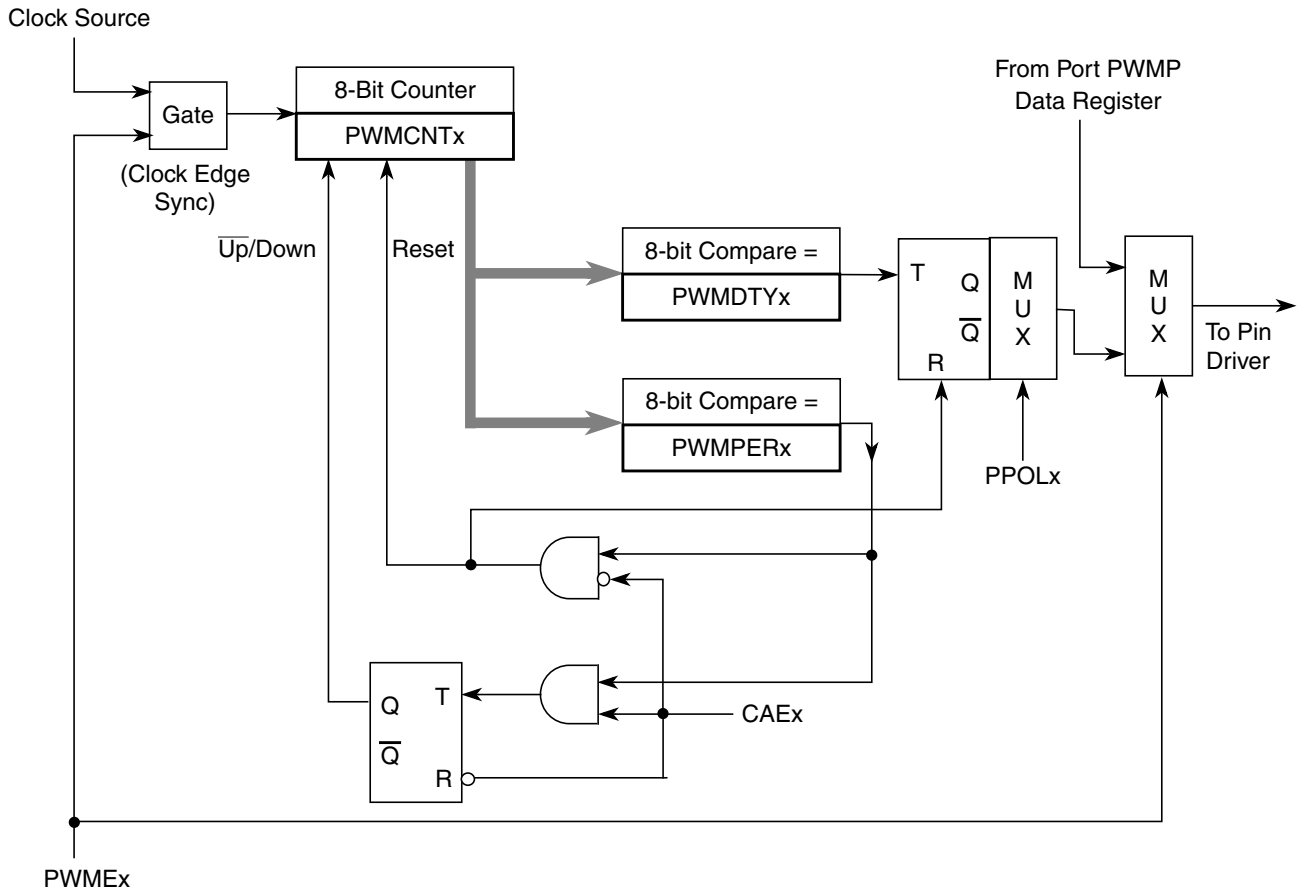 Clock Source
Gate
(Clock Edge
Sync)
8-Bit Counter
PWMCNTx
U̅p̅/Down
Reset
8-bit Compare =
PWMDTYx
8-bit Compare =
PWMPERx
T
Q
Q̅
R
M
U
X
PPOLx
From Port PWMP
Data Register
M
U
X
To Pin
Driver
Q
T
Q̅
R
CAEx
PWMEx